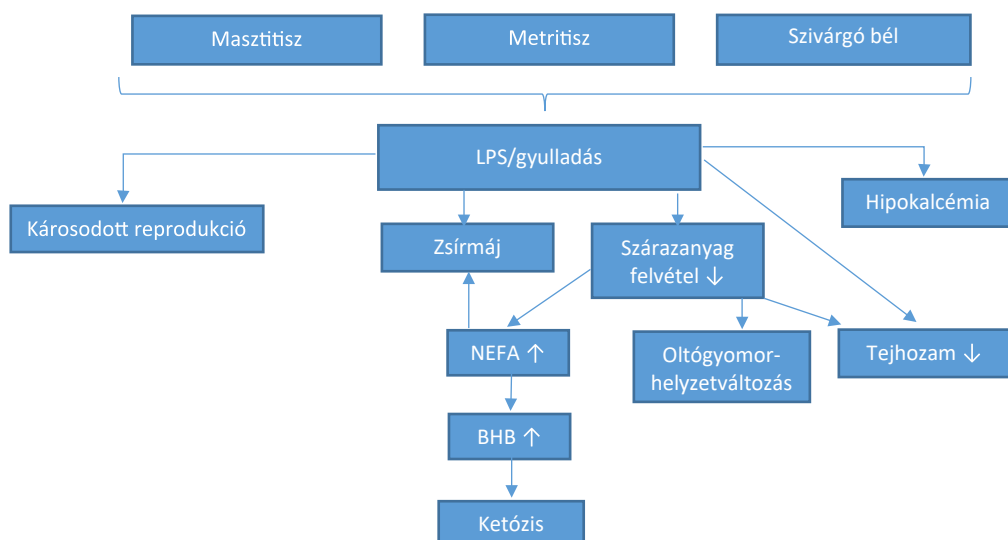 Masztitisz
Metritisz
Szivárgó bél
LPS/gyulladás
Károsodott reprodukció
Zsírmáj
Szárazanyag
felvétel ↓
Hipokalcémia
NEFA ↑
Oltógyomor-
helyzetváltozás
Tejhozam ↓
BHB ↑
Ketózis